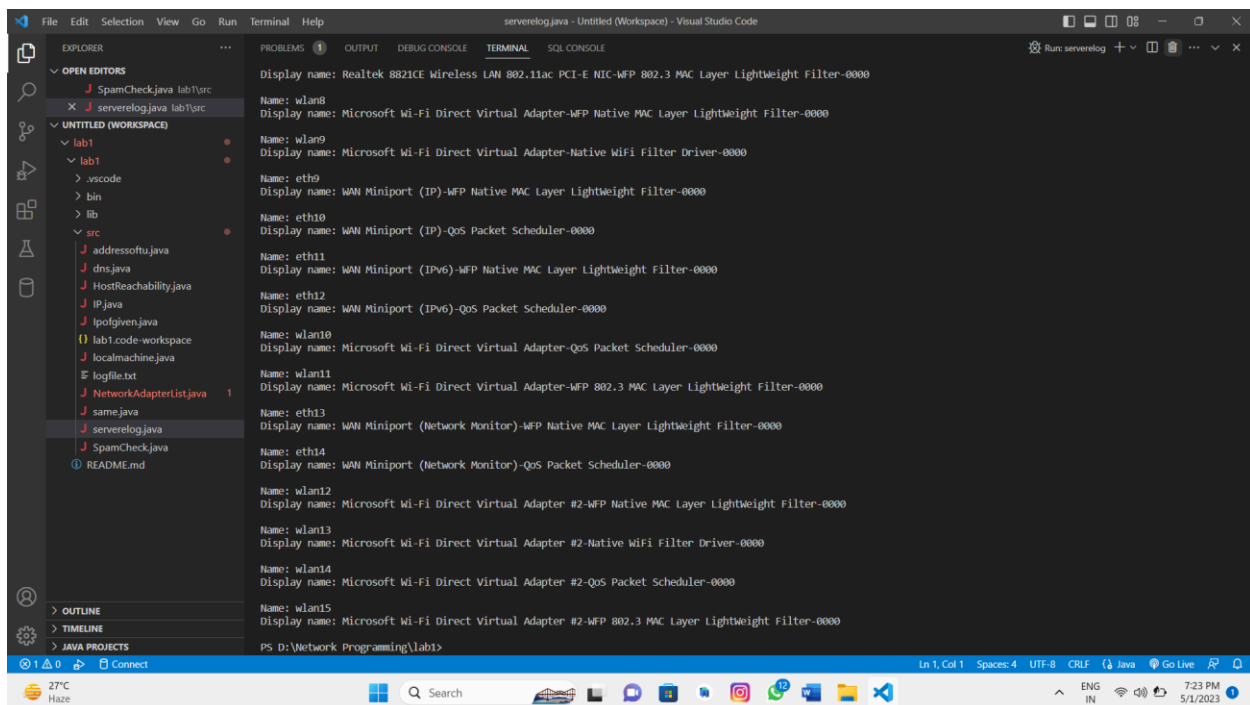 File Edit Selection View Go Run Terminal Help
serverelog.java - Untitled (Workspace) - Visual Studio Code
EXPLORER
OPEN EDITORS
SpamCheck.java lab1\src
serverelog.java lab1\src
UNTITLED (WORKSPACE)
lab1
lab1
.vscode
bin
lib
src
addressoftu.java
dns.java
HostReachability.java
IP.java
Ipofgiven.java
lab1.code-workspace
localmachine.java
logfile.txt
NetworkAdapterList.java 1
same.java
serverelog.java
SpamCheck.java
README.md
OUTLINE
TIMELINE
JAVA PROJECTS
PROBLEMS 1 OUTPUT DEBUG CONSOLE TERMINAL SQL CONSOLE
Run: serverelog
Display name: Realtek 8821CE Wireless LAN 802.11ac PCI-E NIC-WFP 802.3 MAC Layer LightWeight Filter-0000
Name: wlan8
Display name: Microsoft Wi-Fi Direct Virtual Adapter-WFP Native MAC Layer LightWeight Filter-0000
Name: wlan9
Display name: Microsoft Wi-Fi Direct Virtual Adapter-Native WiFi Filter Driver-0000
Name: eth9
Display name: WAN Miniport (IP)-WFP Native MAC Layer LightWeight Filter-0000
Name: eth10
Display name: WAN Miniport (IP)-QoS Packet Scheduler-0000
Name: eth11
Display name: WAN Miniport (IPv6)-WFP Native MAC Layer LightWeight Filter-0000
Name: eth12
Display name: WAN Miniport (IPv6)-QoS Packet Scheduler-0000
Name: wlan10
Display name: Microsoft Wi-Fi Direct Virtual Adapter-QoS Packet Scheduler-0000
Name: wlan11
Display name: Microsoft Wi-Fi Direct Virtual Adapter-WFP 802.3 MAC Layer LightWeight Filter-0000
Name: eth13
Display name: WAN Miniport (Network Monitor)-WFP Native MAC Layer LightWeight Filter-0000
Name: eth14
Display name: WAN Miniport (Network Monitor)-QoS Packet Scheduler-0000
Name: wlan12
Display name: Microsoft Wi-Fi Direct Virtual Adapter #2-WFP Native MAC Layer LightWeight Filter-0000
Name: wlan13
Display name: Microsoft Wi-Fi Direct Virtual Adapter #2-Native WiFi Filter Driver-0000
Name: wlan14
Display name: Microsoft Wi-Fi Direct Virtual Adapter #2-QoS Packet Scheduler-0000
Name: wlan15
Display name: Microsoft Wi-Fi Direct Virtual Adapter #2-WFP 802.3 MAC Layer LightWeight Filter-0000
PS D:\Network Programming\lab1>
1 0 Connect
Ln 1, Col 1 Spaces: 4 UTF-8 CRLF Java Go Live
27°C
Haze
Search
12
ENG
IN
7:23 PM
5/1/2023
1